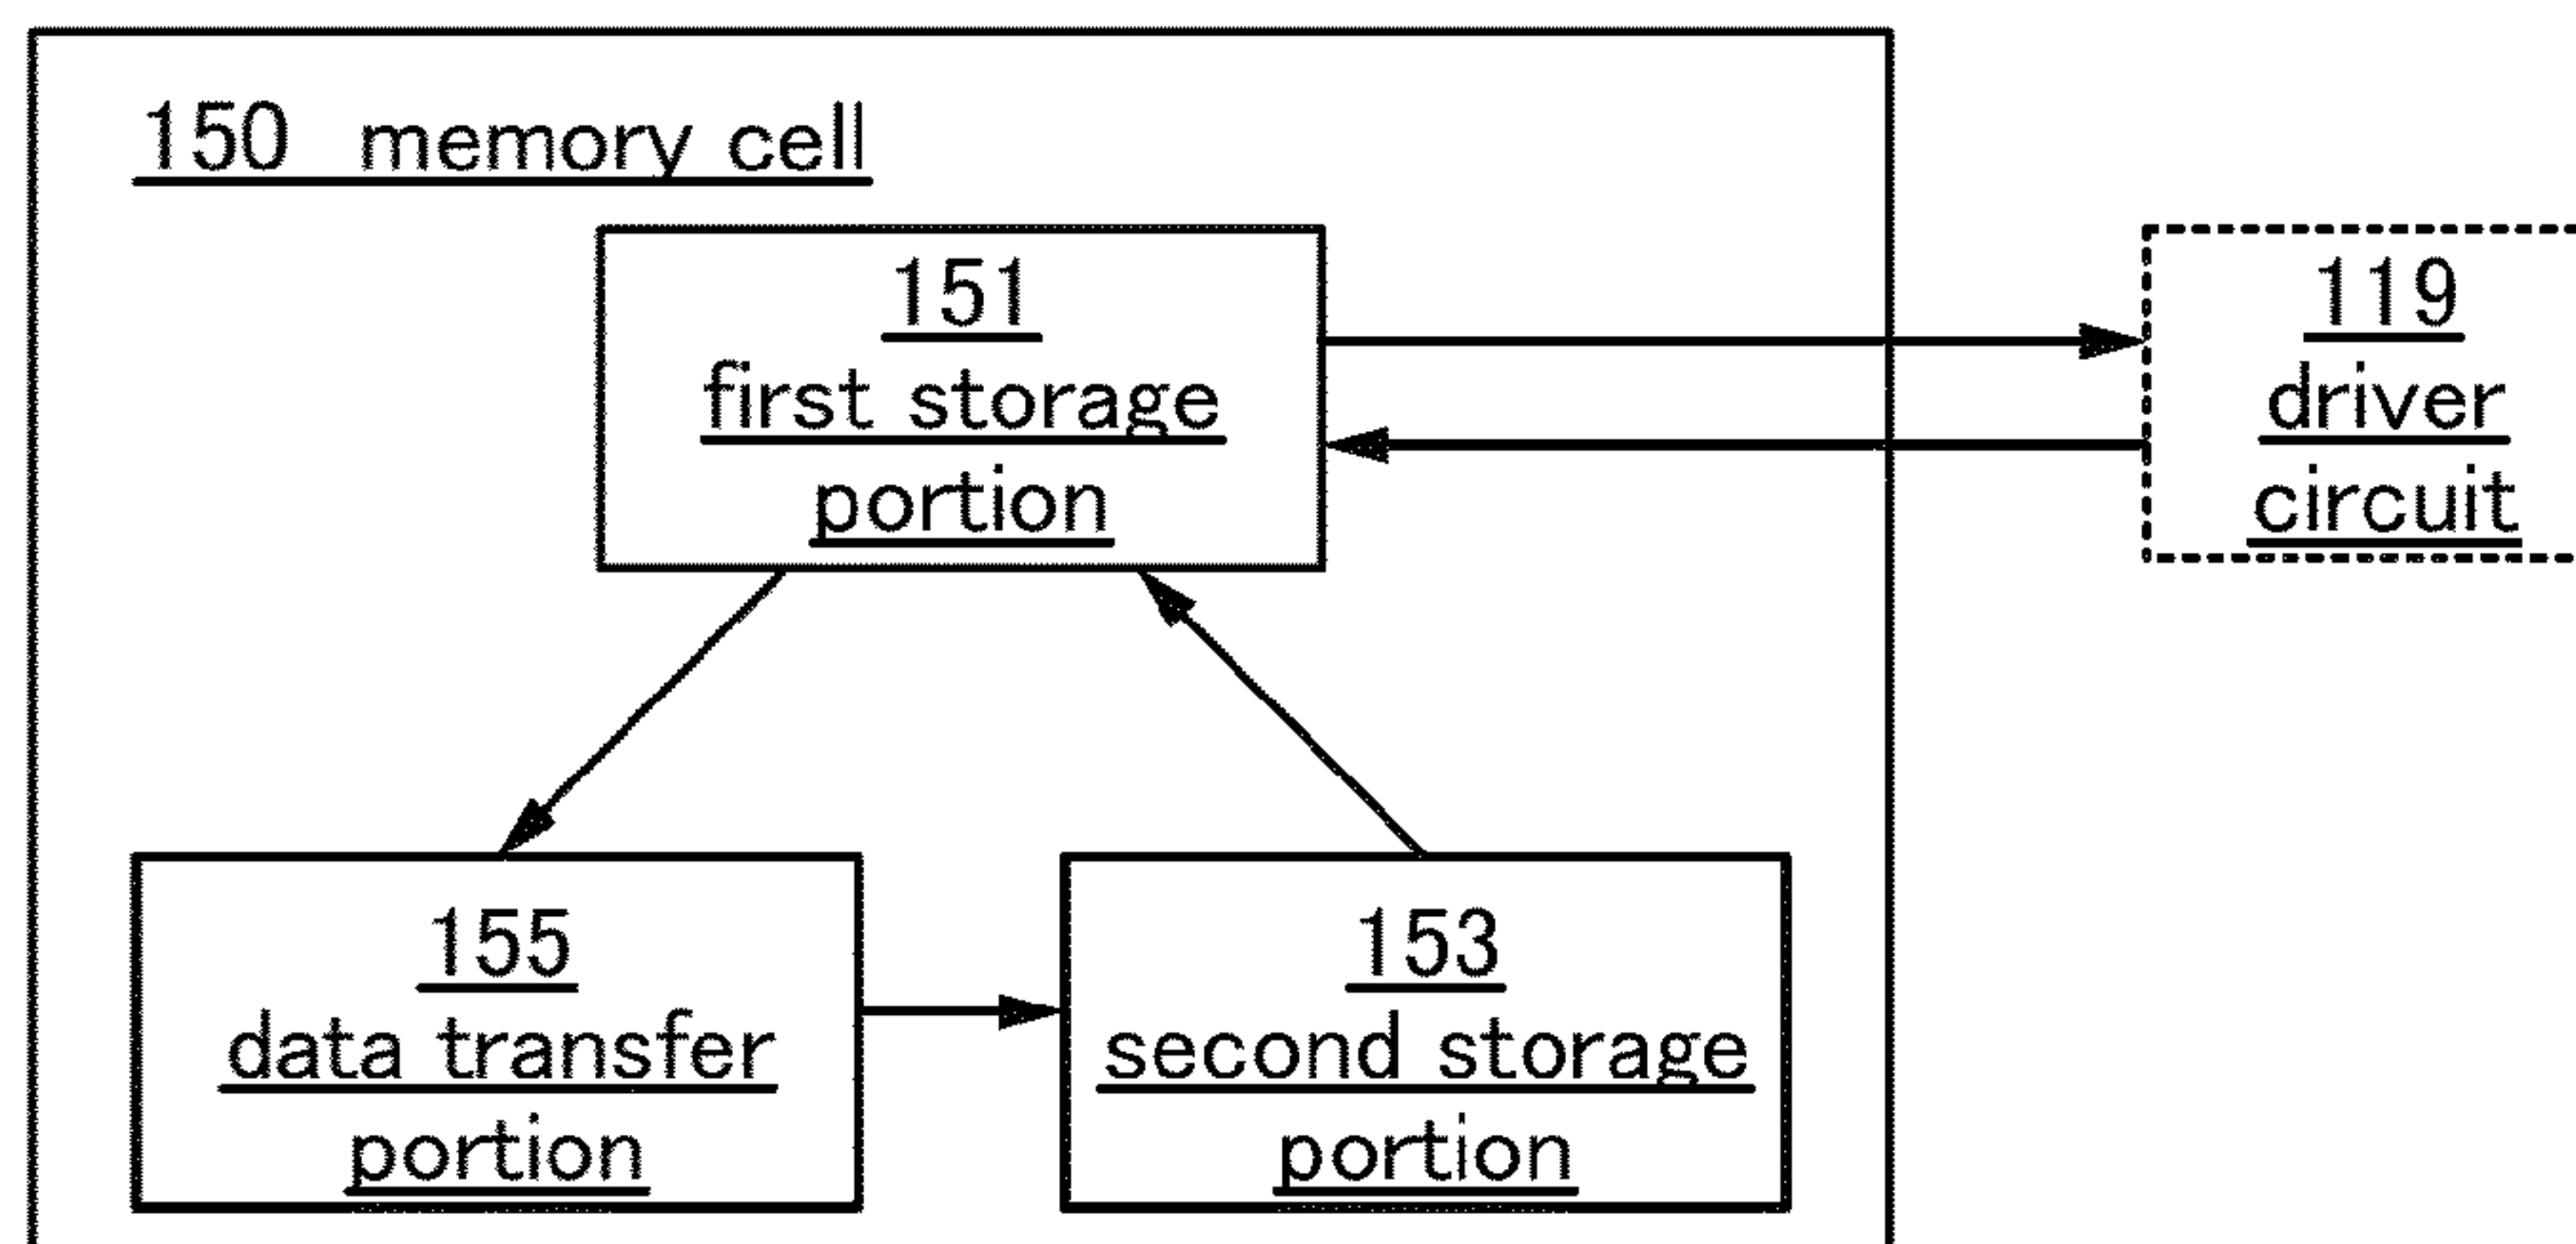 150 memory cell
151
first storage
portion
119
driver
circuit
155
data transfer
portion
153
second storage
portion